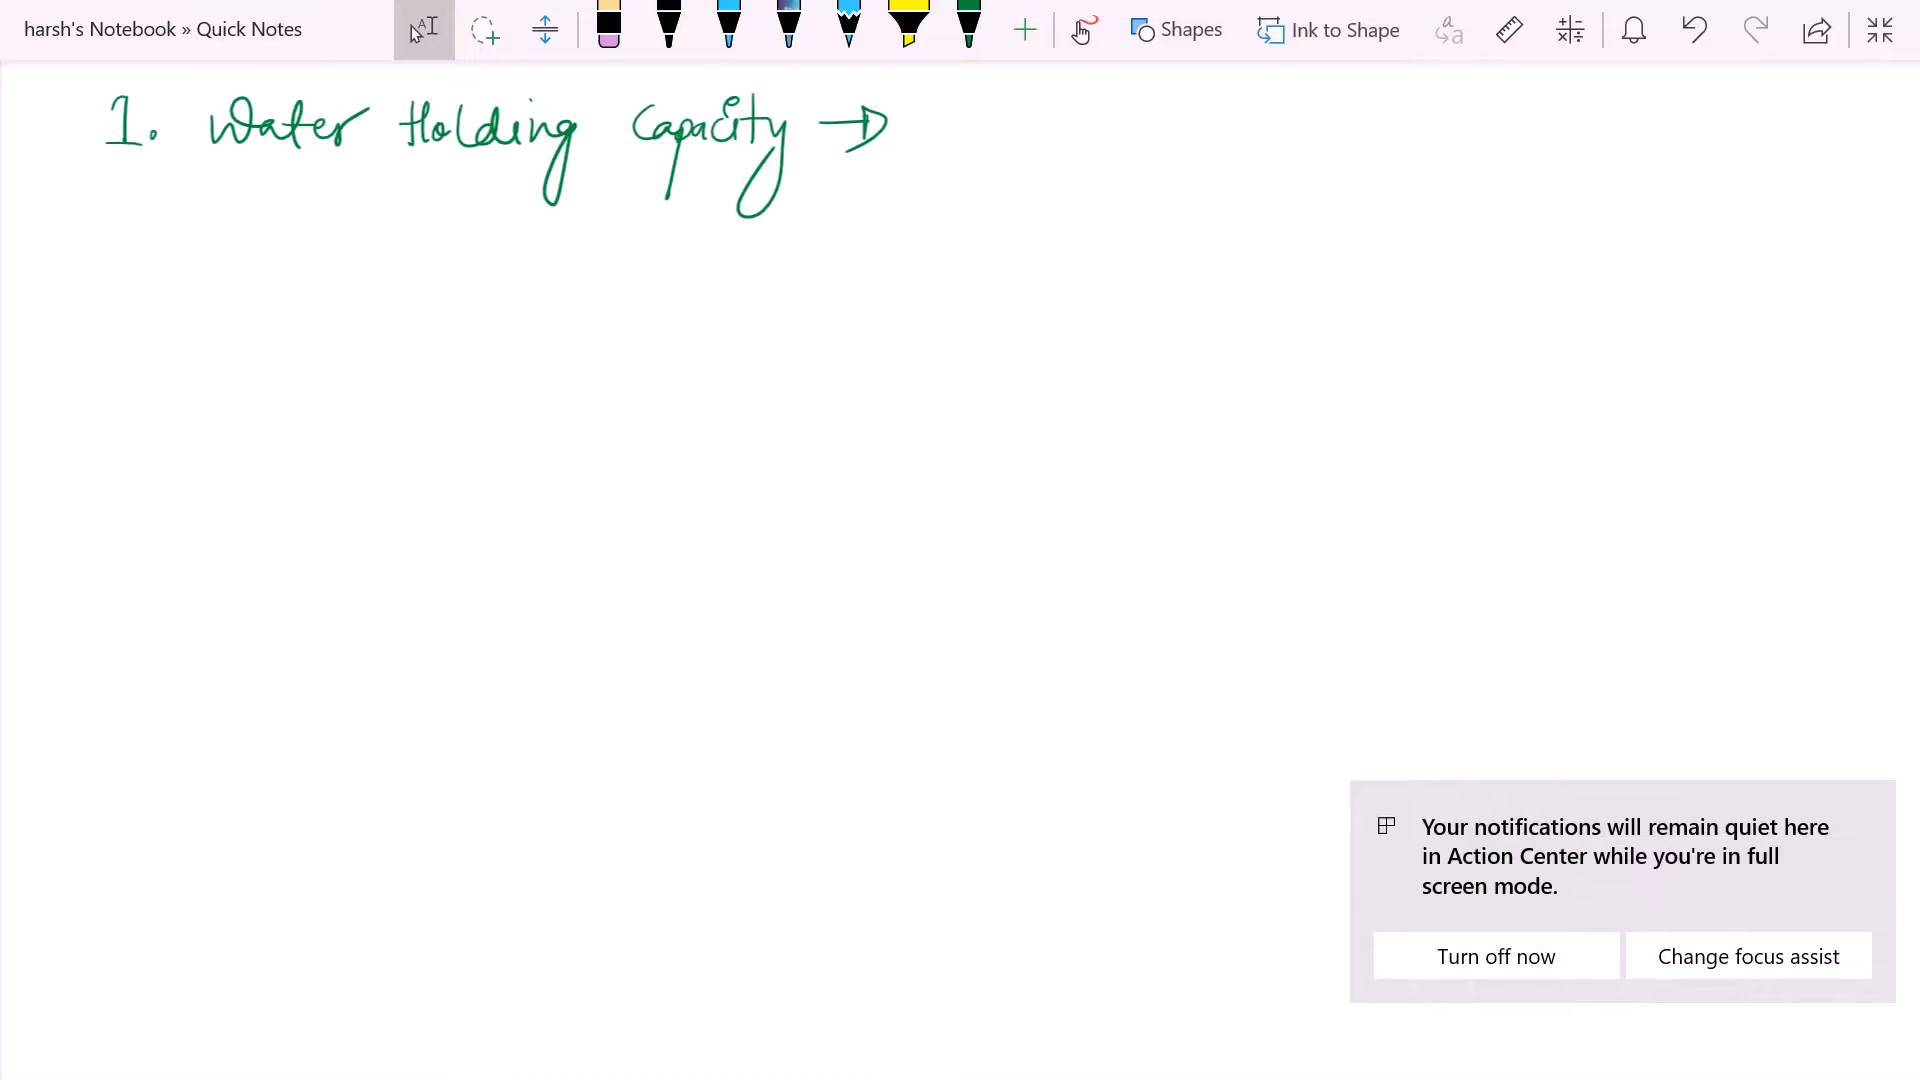 harsh's Notebook » Quick Notes Shapes Ink to Shape
1. Water Holding Capacity →
Your notifications will remain quiet here
in Action Center while you're in full
screen mode.
Turn off now Change focus assist